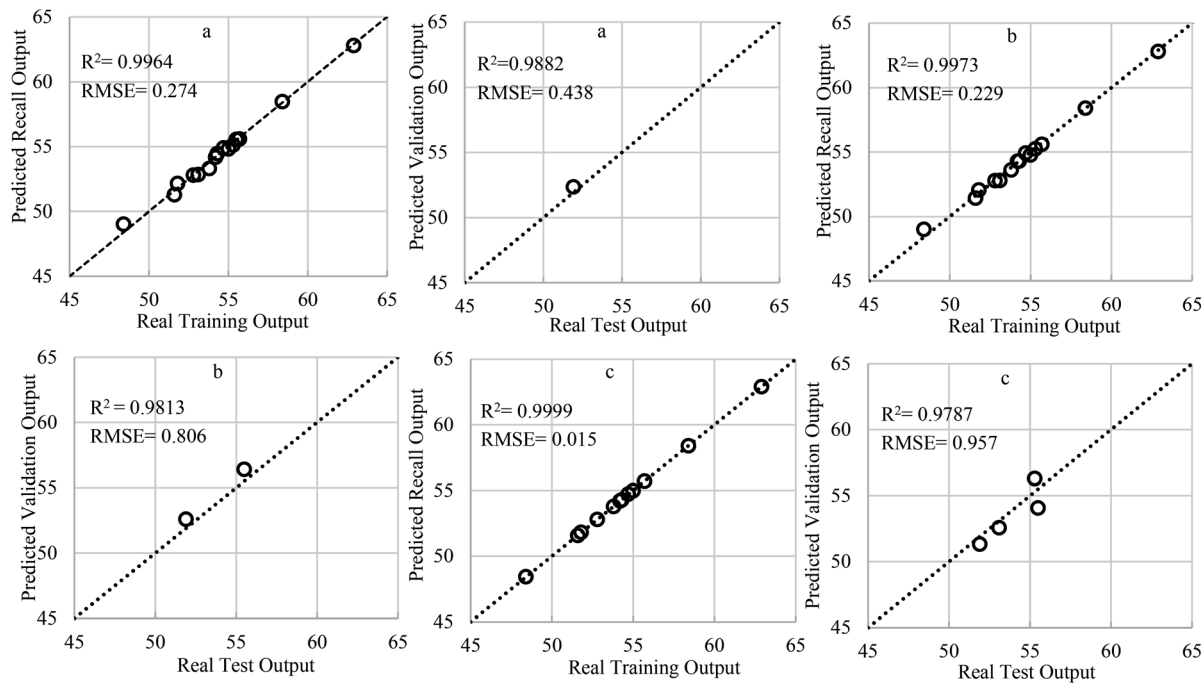 a
R²= 0.9964
RMSE= 0.274
Predicted Recall Output
65
60
55
50
45
45 50 55 60 65
Real Training Output
a
R²=0.9882
RMSE= 0.438
Predicted Validation Output
65
60
55
50
45
45 50 55 60 65
Real Test Output
b
R²= 0.9973
RMSE= 0.229
Predicted Recall Output
65
60
55
50
45
45 50 55 60 65
Real Training Output
b
R²= 0.9813
RMSE= 0.806
Predicted Validation Output
65
60
55
50
45
45 50 55 60 65
Real Test Output
c
R²= 0.9999
RMSE= 0.015
Predicted Recall Output
65
60
55
50
45
45 50 55 60 65
Real Training Output
c
R²= 0.9787
RMSE= 0.957
Predicted Validation Output
65
60
55
50
45
45 50 55 60 65
Real Test Output